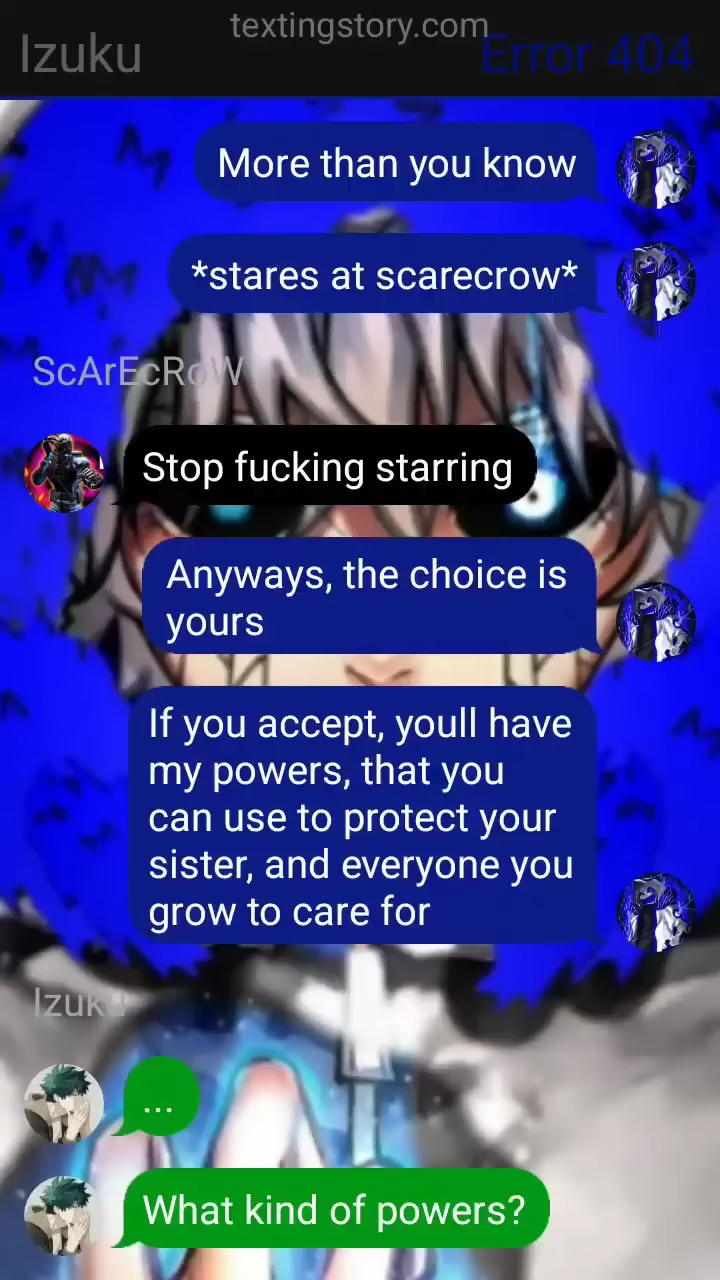 textingstory.com
Izuku
Error 404
More than you know
*stares at scarecrow*
ScArEcRoW
Stop fucking starring
Anyways, the choice is
yours
If you accept, youll have
my powers, that you
can use to protect your
sister, and everyone you
grow to care for
Izuku
...
What kind of powers?